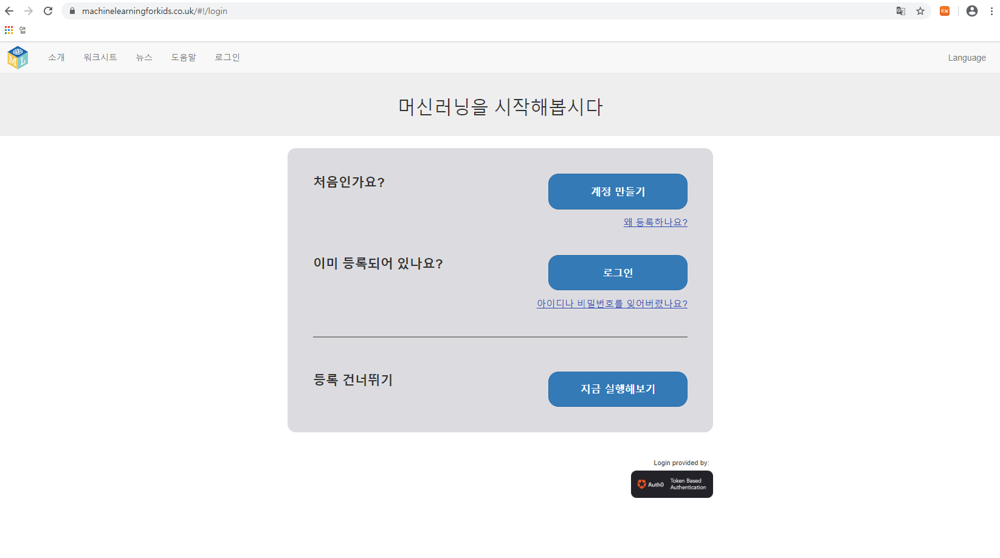 machinelearningforkids.co.uk/#!/login
앱
ML
소개 워크시트 뉴스 도움말 로그인 Language
머신러닝을 시작해봅시다
처음인가요?
계정 만들기
왜 등록하나요?
이미 등록되어 있나요?
로그인
아이디나 비밀번호를 잊어버렸나요?
등록 건너뛰기
지금 실행해보기
Login provided by:
Auth0 Token Based
Authentication